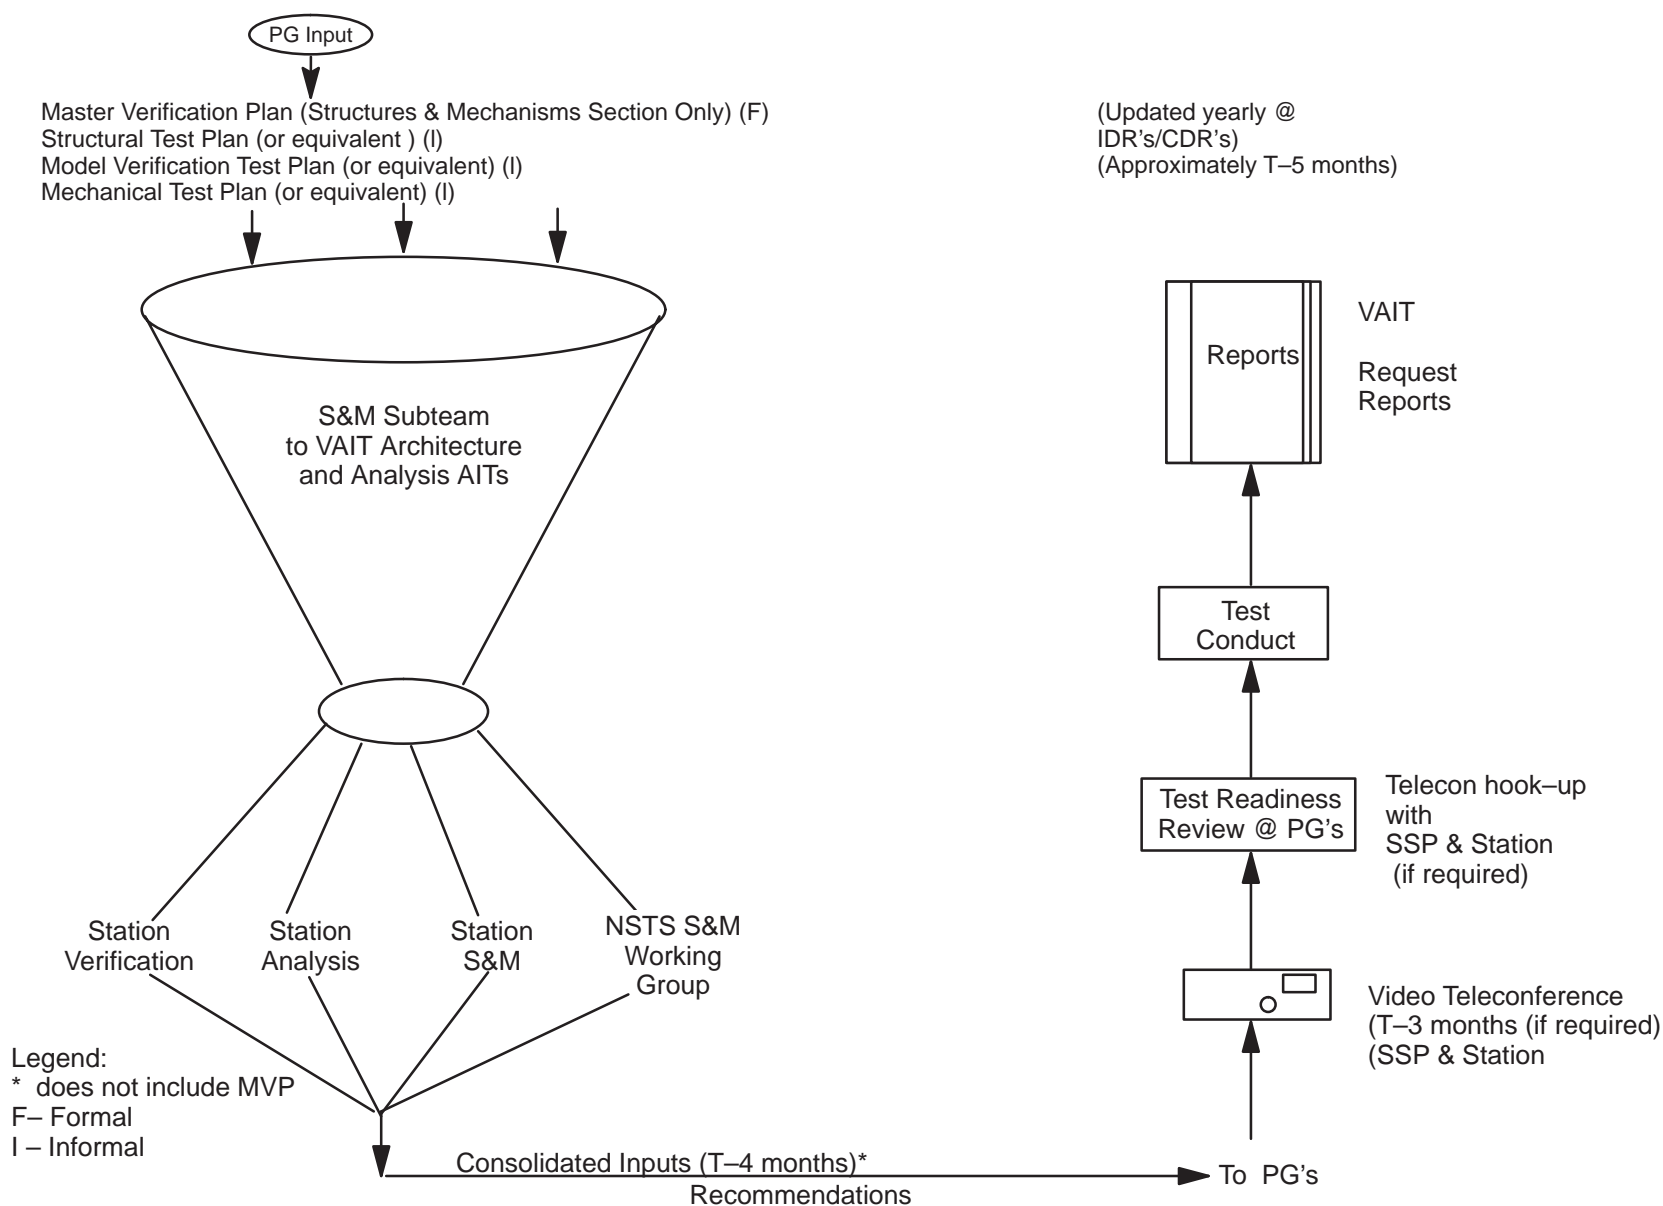 PG Input
Master Verification Plan (Structures & Mechanisms Section Only) (F)
Structural Test Plan (or equivalent ) (I)
Model Verification Test Plan (or equivalent) (I)
Mechanical Test Plan (or equivalent) (I)
(Updated yearly @
IDR's/CDR's)
(Approximately T–5 months)
S&M Subteam
to VAIT Architecture
and Analysis AITs
Station
Verification
Station
Analysis
Station
S&M
NSTS S&M
Working
Group
Legend:
* does not include MVP
F– Formal
I – Informal
Consolidated Inputs (T–4 months)*
Recommendations
To PG's
Video Teleconference
(T–3 months (if required)
(SSP & Station
Test Readiness
Review @ PG's
Telecon hook–up
with
SSP & Station
(if required)
Test
Conduct
Reports
VAIT
Request
Reports